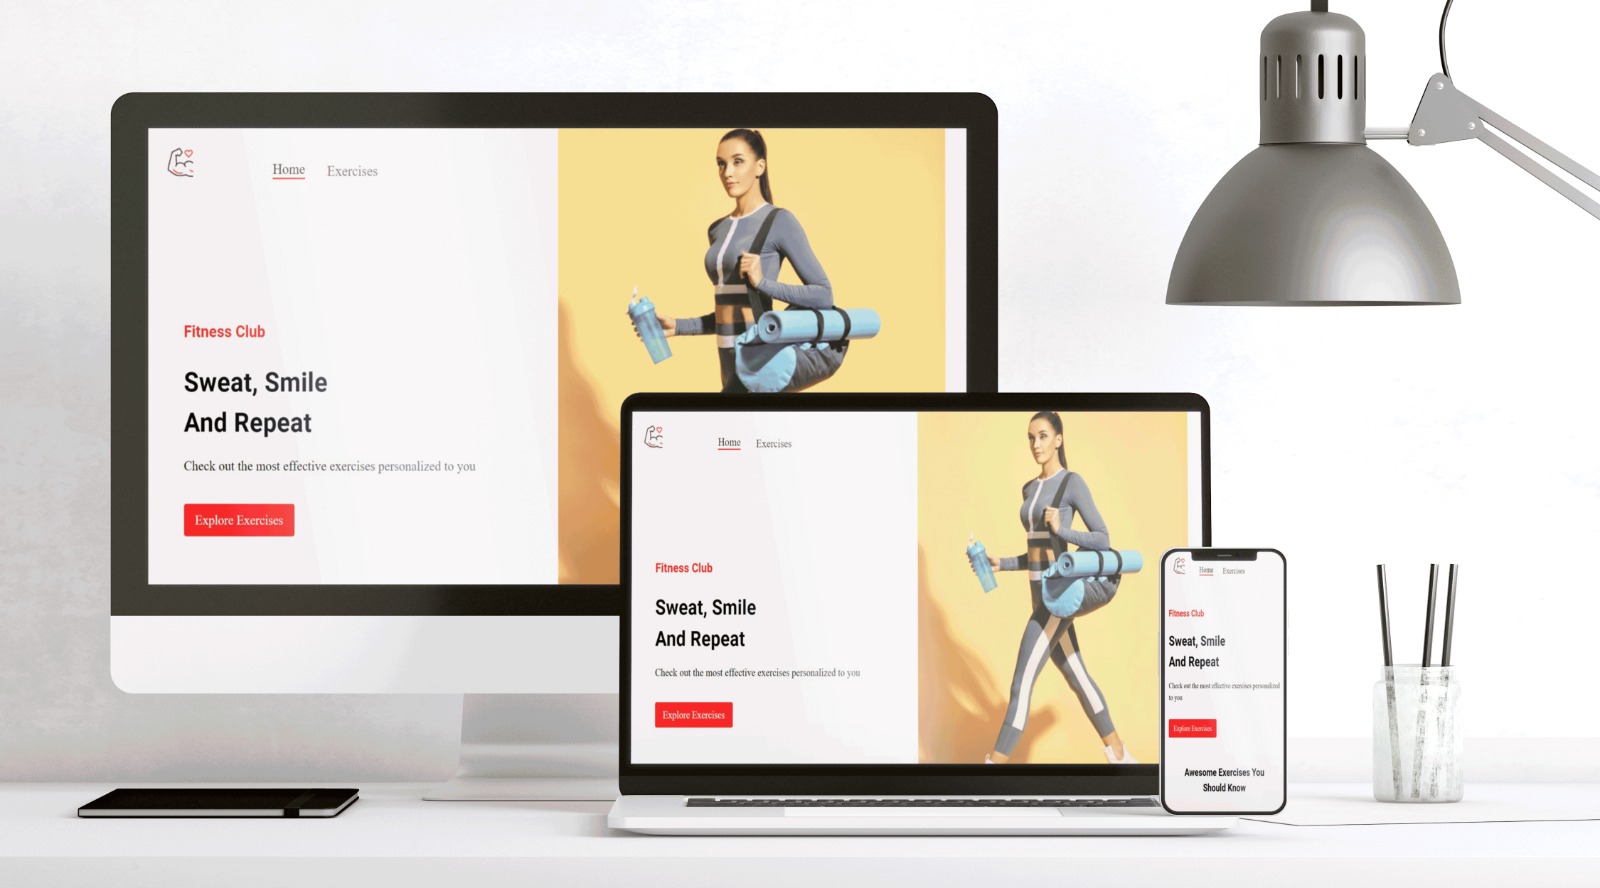 Home Exercises
Fitness Club
Sweat, Smile
And Repeat
Check out the most effective exercises personalized to you
Explore Exercises
Home Exercises
Fitness Club
Sweat, Smile
And Repeat
Check out the most effective exercises personalized to you
Explore Exercises
Home Exercises
Fitness Club
Sweat, Smile
And Repeat
Check out the most effective exercises personalized
to you
Explore Exercises
Awesome Exercises You
Should Know